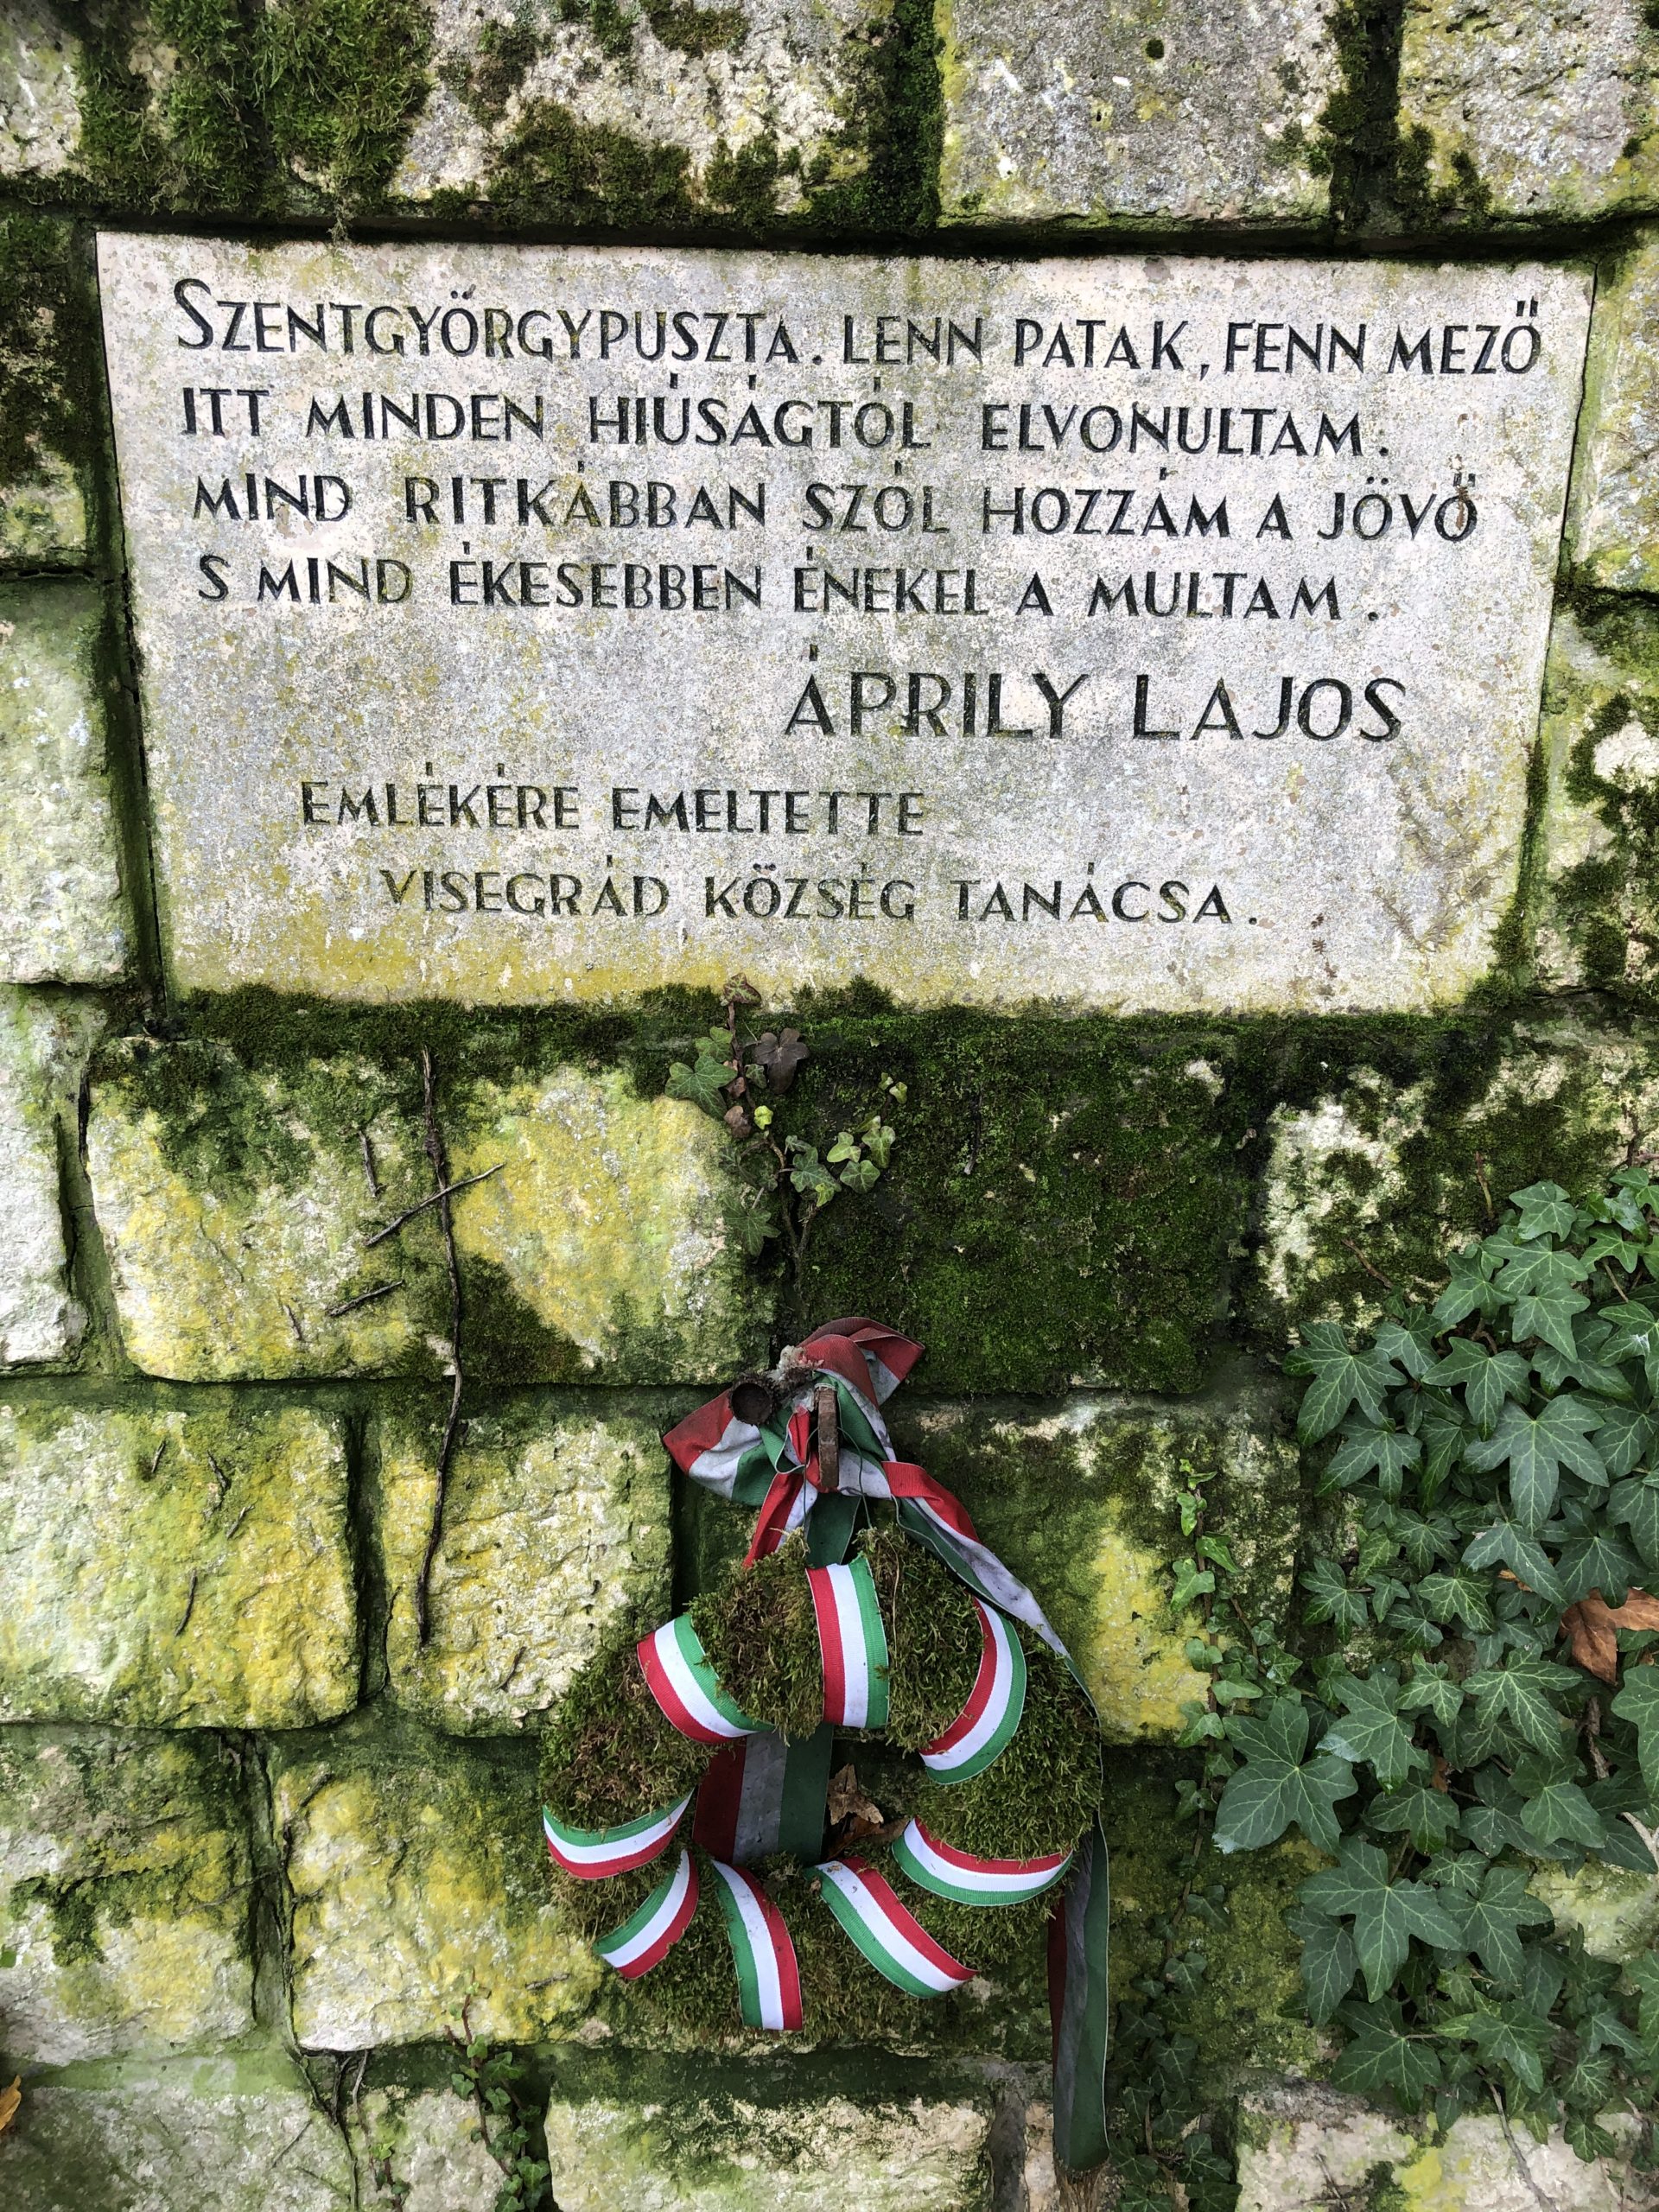 SZENTGYÖRGYPUSZTA. LENN PATAK, FENN MEZŐ
ITT MINDEN HIÚSÁGTÓL ELVONULTAM.
MIND RITKÁBBAN SZÓL HOZZÁM A JÖVŐ
S MIND ÉKESEBBEN ÉNEKEL A MULTAM.
ÁPRILY LAJOS
EMLÉKÉRE EMELTETTE
VISEGRÁD KÖZSÉG TANÁCSA.